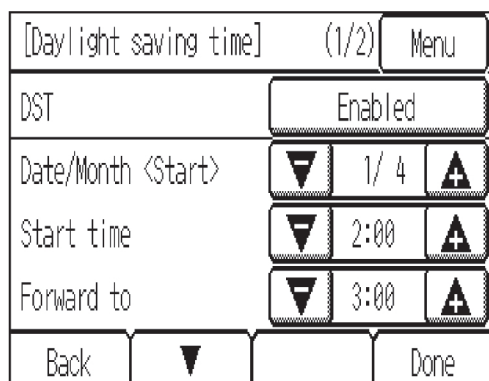 [Daylight saving time] (1/2) Menu
DST Enabled
Date/Month <Start> 1/ 4
Start time 2:00
Forward to 3:00
Back Done